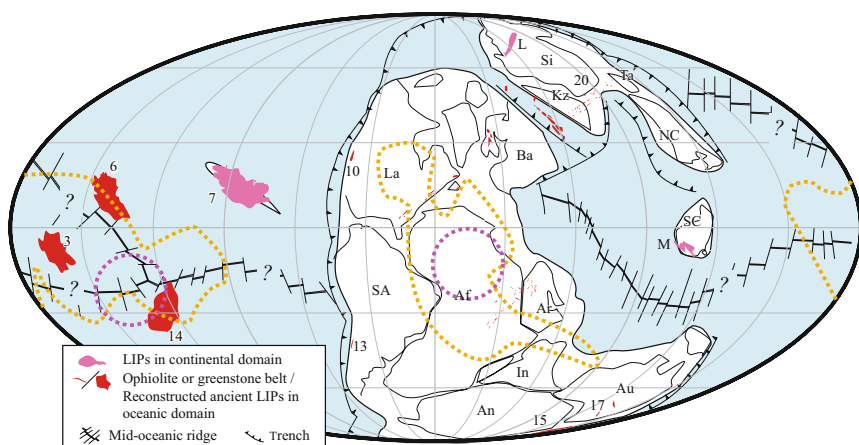 L
Si
20
Ta
Kz
NC
?
6
10
La
Ba
?
7
SC
3
M
?
SA
Af
Ar
?
?
14
13
In
Au
An
15
17
LIPs in continental domain
Ophiolite or greenstone belt /
Reconstructed ancient LIPs in
oceanic domain
Mid-oceanic ridge
Trench